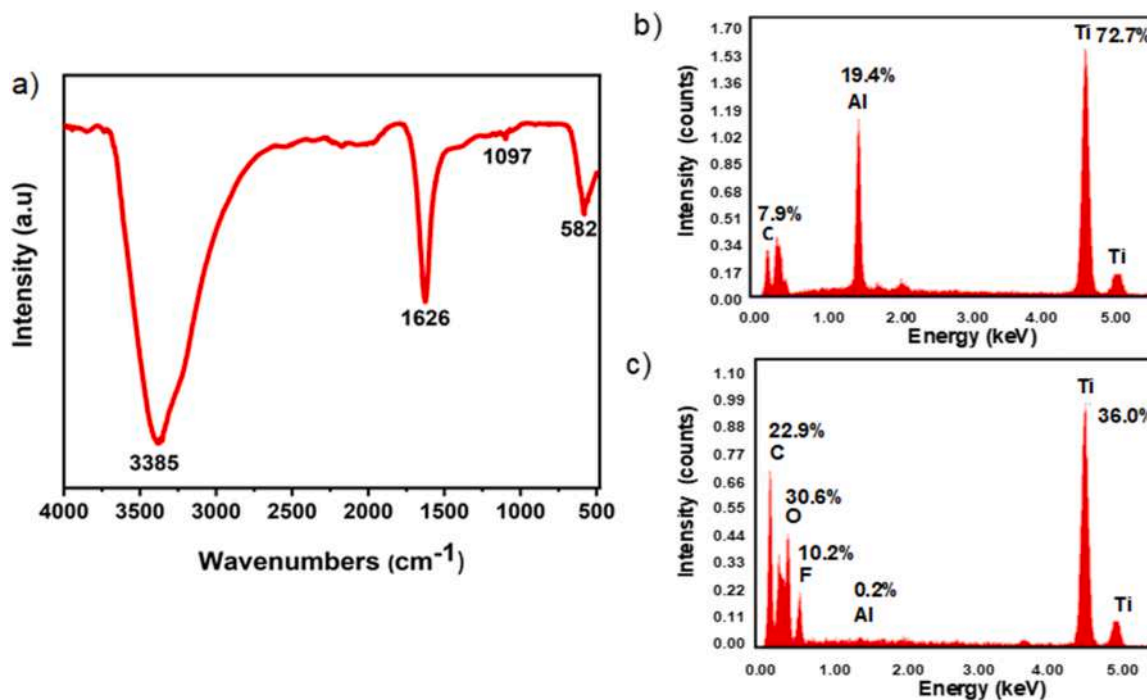 a)
Intensity (a.u)
3385
1626
1097
582
4000 3500 3000 2500 2000 1500 1000 500
Wavenumbers (cm⁻¹)
b)
Intensity (counts)
1.70
1.53
1.36
1.19
1.02
0.85
0.68
0.51
0.34
0.17
0.00
7.9%
C
19.4%
Al
Ti 72.7%
Ti
0.00 1.00 2.00 3.00 4.00 5.00
Energy (keV)
c)
Intensity (counts)
1.10
0.99
0.88
0.77
0.66
0.55
0.44
0.33
0.22
0.11
0.00
22.9%
C
30.6%
O
10.2%
F
0.2%
Al
Ti
36.0%
Ti
0.00 1.00 2.00 3.00 4.00 5.00
Energy (keV)